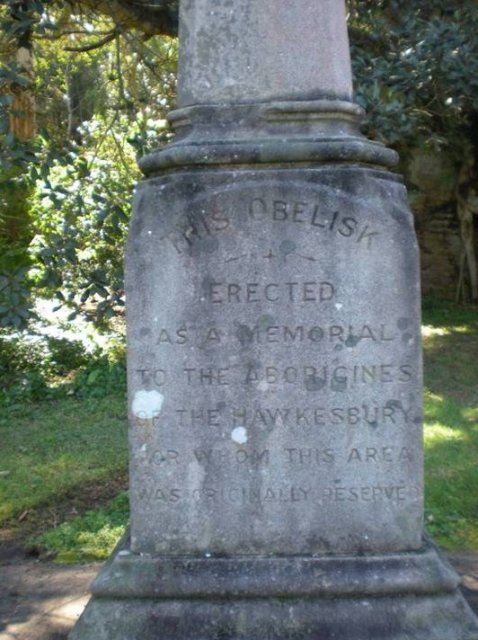 THIS OBELISK
ERECTED
AS A MEMORIAL
TO THE ABORIGINES
OF THE HAWKESBURY
FOR WHOM THIS AREA
WAS ORIGINALLY RESERVED